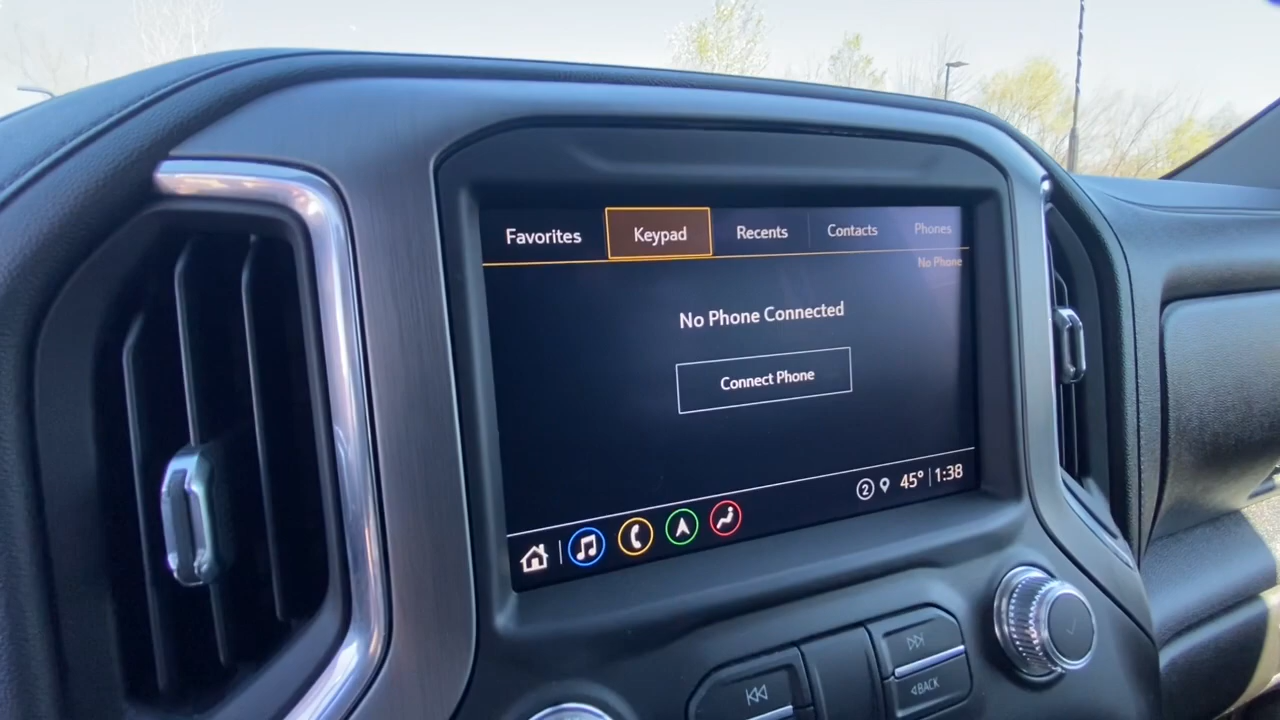 Favorites Keypad Recents Contacts Phones
No Phone
No Phone Connected
Connect Phone
2 45° 1:38
BACK